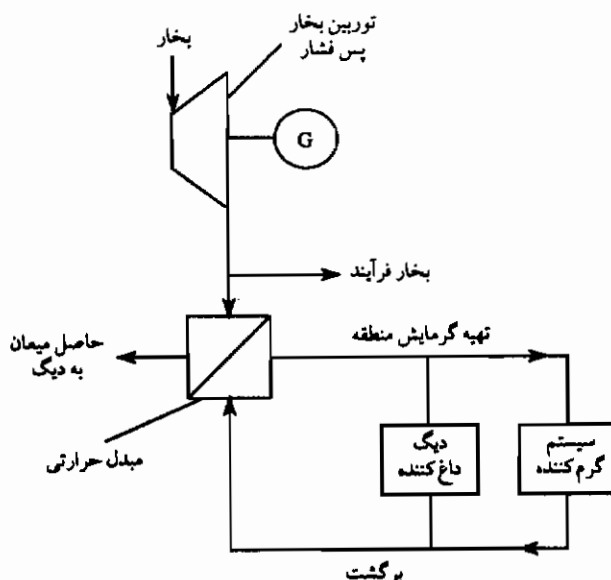 بخار
توربین بخار
پس فشار
G
بخار فرآیند
حاصل میعان
به دیگ
تهیه گرمایش منطقه
مبدل حرارتی
دیگ
داغ کننده
سیستم
گرم کننده
برگشت